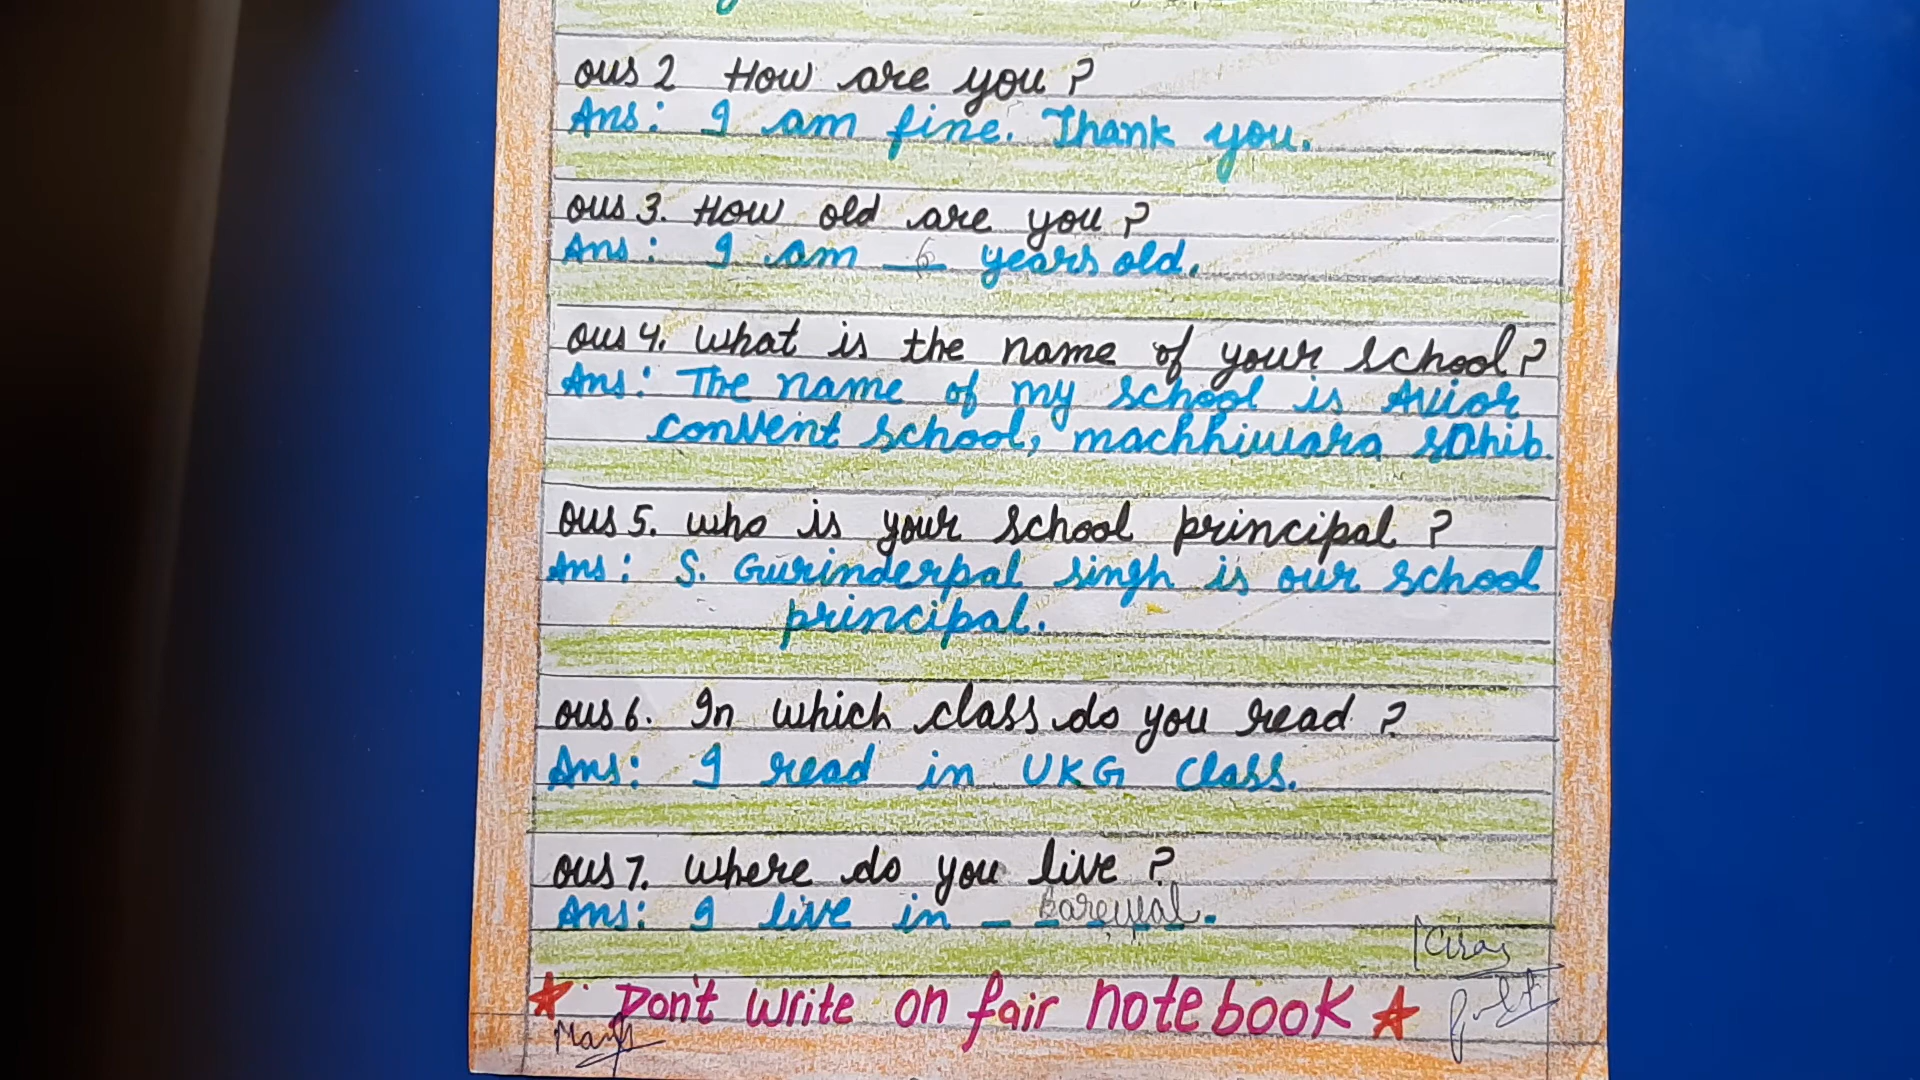 Ques 2 How are you?
Ans: I am fine. Thank you.
Ques 3. How old are you?
Ans: I am 6 years old.
Ques 4. What is the name of your school?
Ans: The name of my school is Avior
convent school, machhiwara sahib.
Ques 5. who is your school principal ?
Ans: S. Gurinderpal singh is our school
principal.
Ques 6. In which class do you read ?
Ans: I read in UKG Class.
Ques 7. Where do you live ?
Ans: I live in
★ Don't write on fair notebook ★